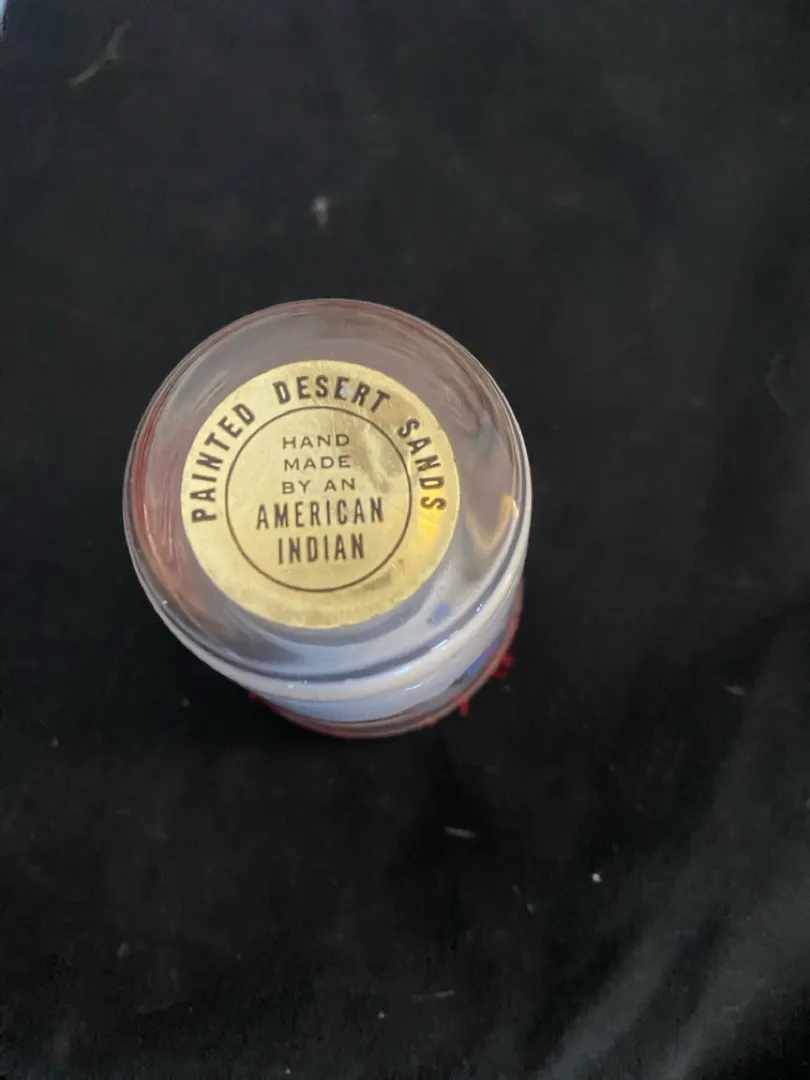 PAINTED DESERT SANDS
HAND
MADE
BY AN
AMERICAN
INDIAN